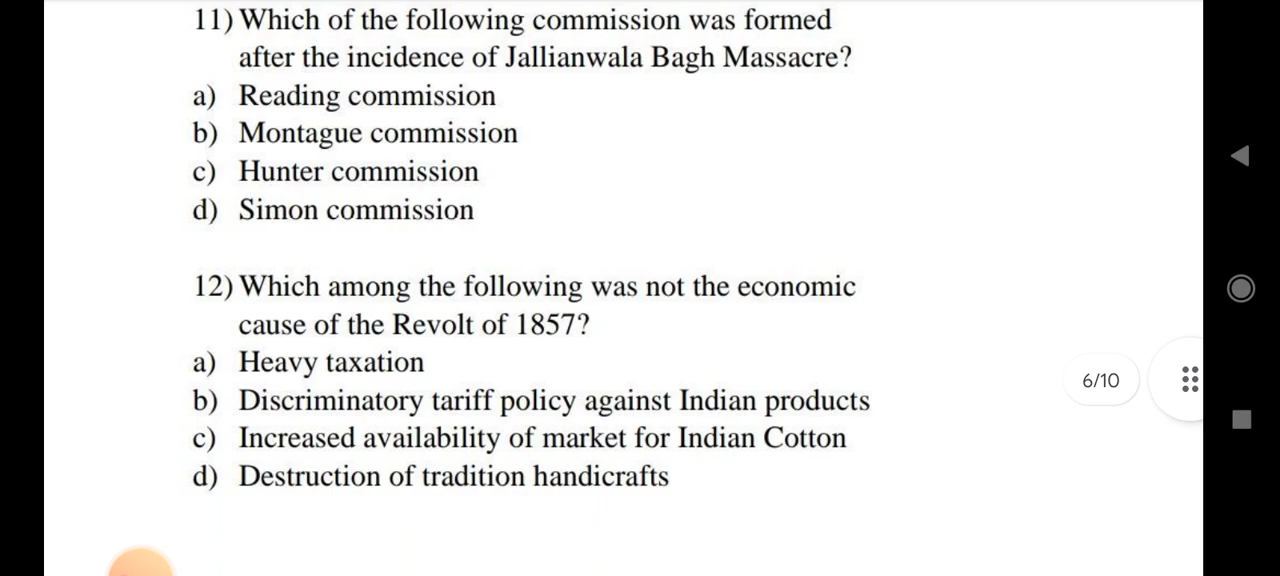 11) Which of the following commission was formed
after the incidence of Jallianwala Bagh Massacre?
a) Reading commission
b) Montague commission
c) Hunter commission
d) Simon commission
12) Which among the following was not the economic
cause of the Revolt of 1857?
a) Heavy taxation
b) Discriminatory tariff policy against Indian products
c) Increased availability of market for Indian Cotton
d) Destruction of tradition handicrafts
6/10